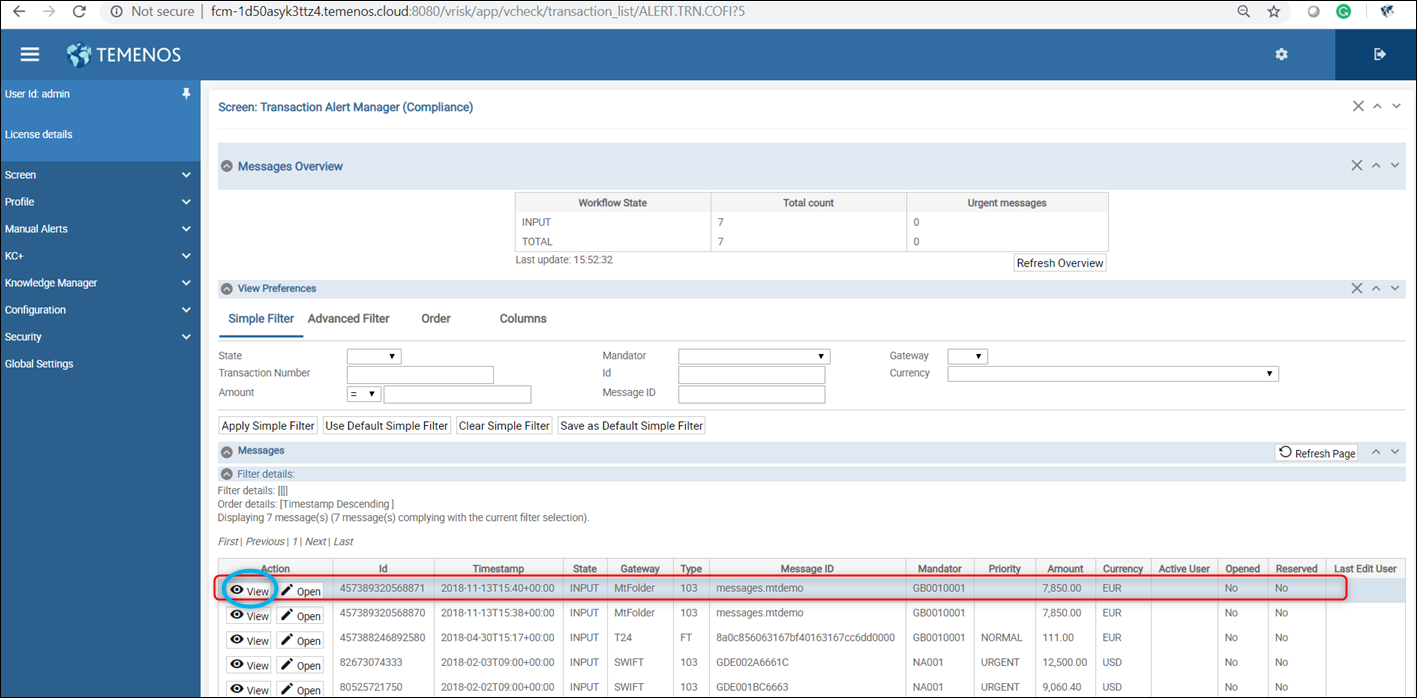 Not secure | fcm-1d50asyk3ttz4.temenos.cloud:8080/vrisk/app/vcheck/transaction_list/ALERT.TRN.COFI?5
TEMENOS
User Id: admin
License details
Screen
Profile
Manual Alerts
KC+
Knowledge Manager
Configuration
Security
Global Settings
Screen: Transaction Alert Manager (Compliance)
Messages Overview
Workflow State Total count Urgent messages
INPUT 7 0
TOTAL 7 0
Last update: 15:52:32
Refresh Overview
View Preferences
Simple Filter Advanced Filter Order Columns
State Mandator Gateway
Transaction Number Id Currency
Amount = Message ID
Apply Simple Filter Use Default Simple Filter Clear Simple Filter Save as Default Simple Filter
Messages Refresh Page
Filter details:
Filter details: [[]]
Order details: [Timestamp Descending ]
Displaying 7 message(s) (7 message(s) complying with the current filter selection).
First | Previous | 1 | Next | Last
Action Id Timestamp State Gateway Type Message ID Mandator Priority Amount Currency Active User Opened Reserved Last Edit User
View Open 457389320568871 2018-11-13T15:40+00:00 INPUT MtFolder 103 messages.mtdemo GB0010001 7,850.00 EUR No No
View Open 457389320568870 2018-11-13T15:38+00:00 INPUT MtFolder 103 messages.mtdemo GB0010001 7,850.00 EUR No No
View Open 457388246892580 2018-04-30T15:17+00:00 INPUT T24 FT 8a0c856063167bf40163167cc6dd0000 GB0010001 NORMAL 111.00 EUR No No
View Open 82673074333 2018-02-03T09:00+00:00 INPUT SWIFT 103 GDE002A6661C NA001 URGENT 12,500.00 USD No No
View Open 80525721750 2018-02-02T09:00+00:00 INPUT SWIFT 103 GDE001BC6663 NA001 URGENT 9,060.40 USD No No